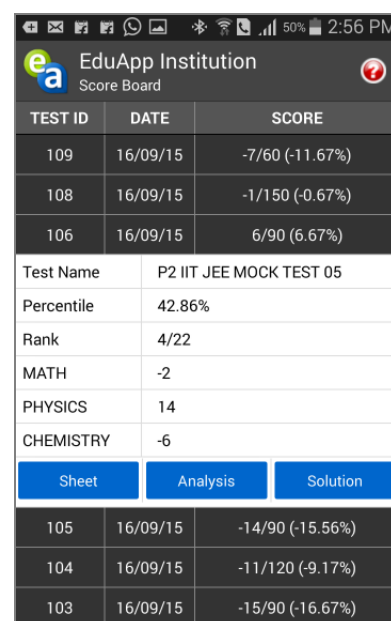 50% 2:56 PM
ea EduApp Institution
Score Board
TEST ID DATE SCORE
109 16/09/15 -7/60 (-11.67%)
108 16/09/15 -1/150 (-0.67%)
106 16/09/15 6/90 (6.67%)
Test Name P2 IIT JEE MOCK TEST 05
Percentile 42.86%
Rank 4/22
MATH -2
PHYSICS 14
CHEMISTRY -6
Sheet Analysis Solution
105 16/09/15 -14/90 (-15.56%)
104 16/09/15 -11/120 (-9.17%)
103 16/09/15 -15/90 (-16.67%)